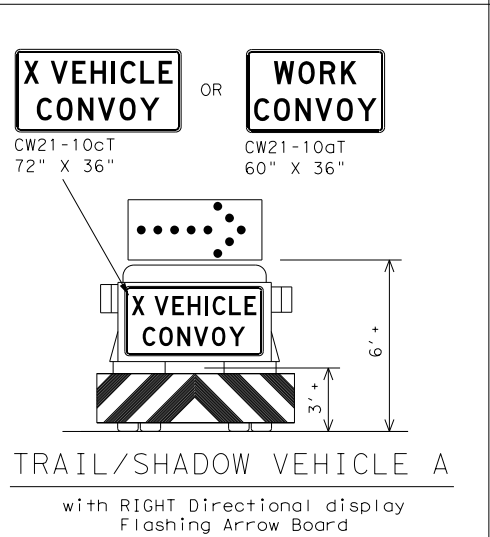 X VEHICLE
CONVOY
OR
WORK
CONVOY
CW21-10cT
72" X 36"
CW21-10aT
60" X 36"
X VEHICLE
CONVOY
6' +
3' +
TRAIL/SHADOW VEHICLE A
with RIGHT Directional display
Flashing Arrow Board